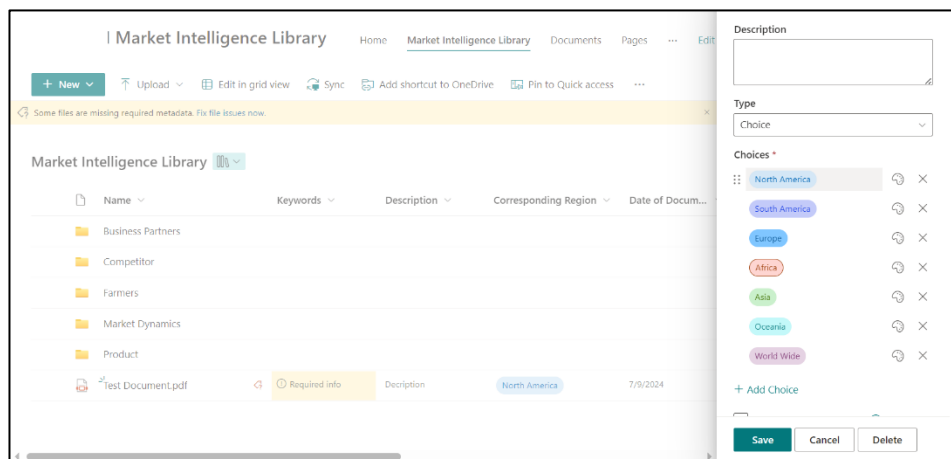 | Market Intelligence Library
Home Market Intelligence Library Documents Pages ... Edit
+ New Upload Edit in grid view Sync Add shortcut to OneDrive Pin to Quick access ...
Some files are missing required metadata. Fix file issues now.
Market Intelligence Library
Name Keywords Description Corresponding Region Date of Docum...
Business Partners
Competitor
Farmers
Market Dynamics
Product
Test Document.pdf Required info Decription North America 7/9/2024
Description
Type
Choice
Choices *
North America
South America
Europe
Africa
Asia
Oceania
World Wide
+ Add Choice
Save Cancel Delete